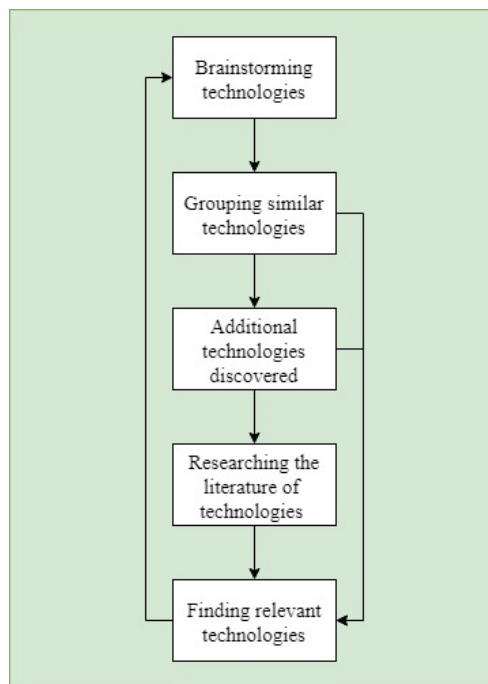 Brainstorming
technologies
Grouping similar
technologies
Additional
technologies
discovered
Researching the
literature of
technologies
Finding relevant
technologies